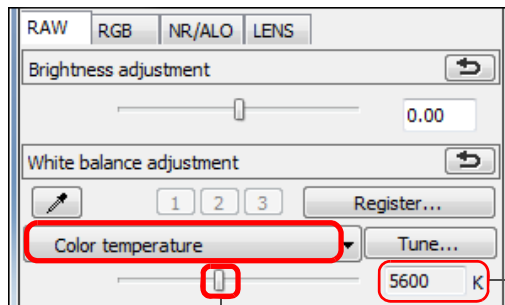 RAW RGB NR/ALO LENS
Brightness adjustment
0.00
White balance adjustment
1 2 3 Register...
Color temperature Tune...
5600 K